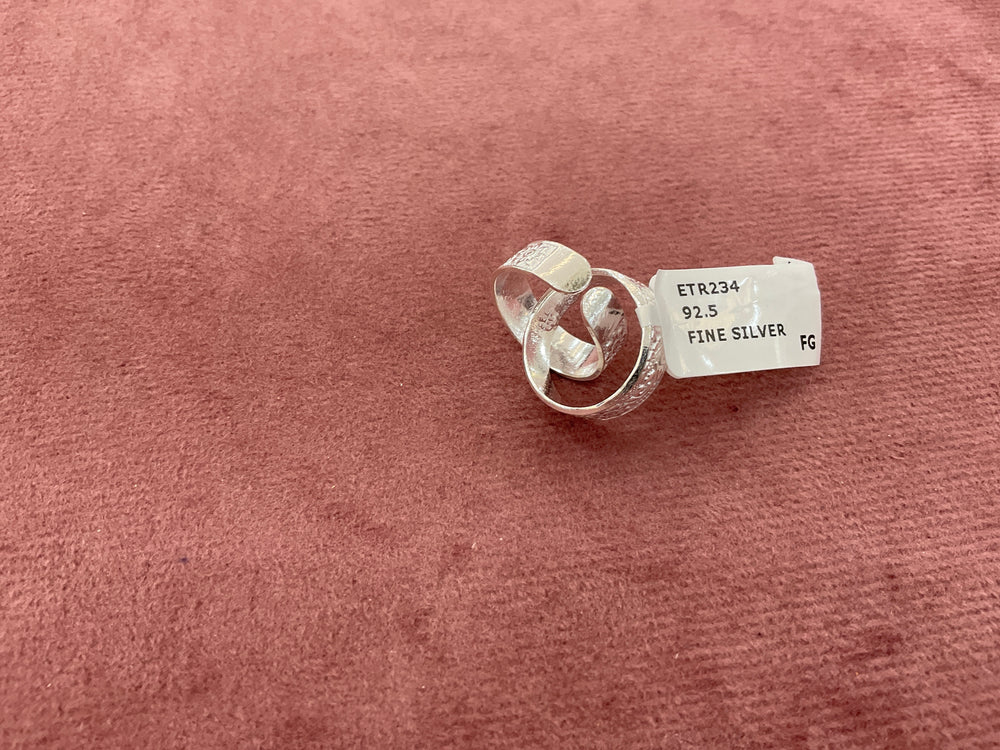 ETR234
92.5
FINE SILVER
FG